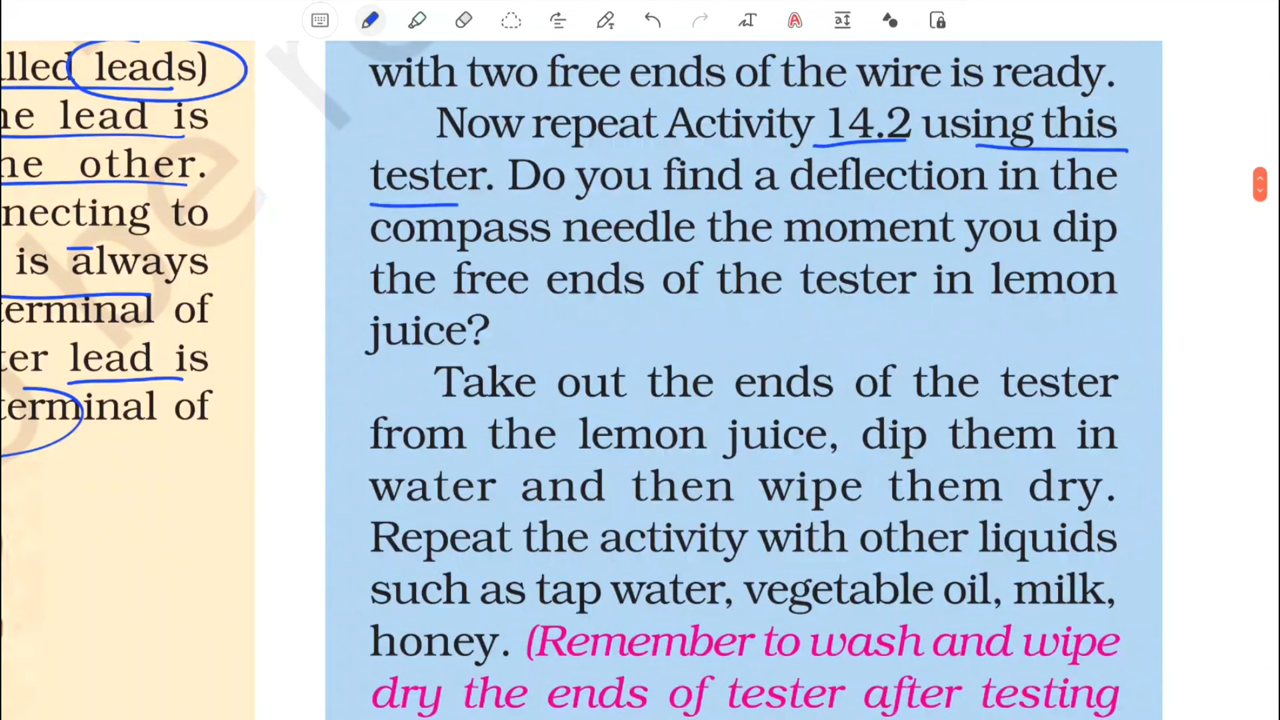 lled leads)
ne lead is
ne other.
necting to
is always
erminal of
ter lead is
erminal of
with two free ends of the wire is ready.
Now repeat Activity 14.2 using this
tester. Do you find a deflection in the
compass needle the moment you dip
the free ends of the tester in lemon
juice?
Take out the ends of the tester
from the lemon juice, dip them in
water and then wipe them dry.
Repeat the activity with other liquids
such as tap water, vegetable oil, milk,
honey. (Remember to wash and wipe
dry the ends of tester after testing